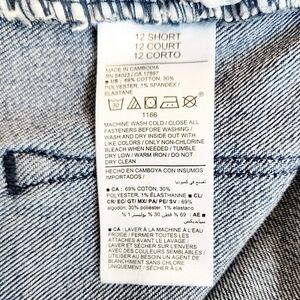 12 SHORT
12 COURT
12 CORTO
MADE IN CAMBODIA
RN 54023 / CA 17897
■ US : 69% COTTON, 30%
POLYESTER, 1% SPANDEX /
ELASTANE
1166
MACHINE WASH COLD / CLOSE ALL
FASTENERS BEFORE WASHING /
WASH AND DRY INSIDE OUT WITH
LIKE COLORS / ONLY NON-CHLORINE
BLEACH WHEN NEEDED / TUMBLE
DRY LOW / WARM IRON / DO NOT
DRY CLEAN
HECHO EN CAMBOYA CON INSUMOS
IMPORTADOS /
■ CA : 69% COTON, 30%
POLYESTER, 1% ÉLASTHANNE ■ CL/
CR/ EC/ GT/ MX/ PA/ PE/ SV : 69%
algodón, 30% poliéster, 1% elastano
■ CA : LAVER À LA MACHINE À L'EAU
FROIDE / FERMER TOUTES LES
ATTACHES AVANT LE LAVAGE /
LAVER ET SÉCHER À L'ENVERS AVEC
COULEURS SEMBLABLES / AU
BESOIN UTILISER UN AGENT DE
BLANCHIMENT SANS CHLORE
UNIQUEMENT / SÉCHER À LA